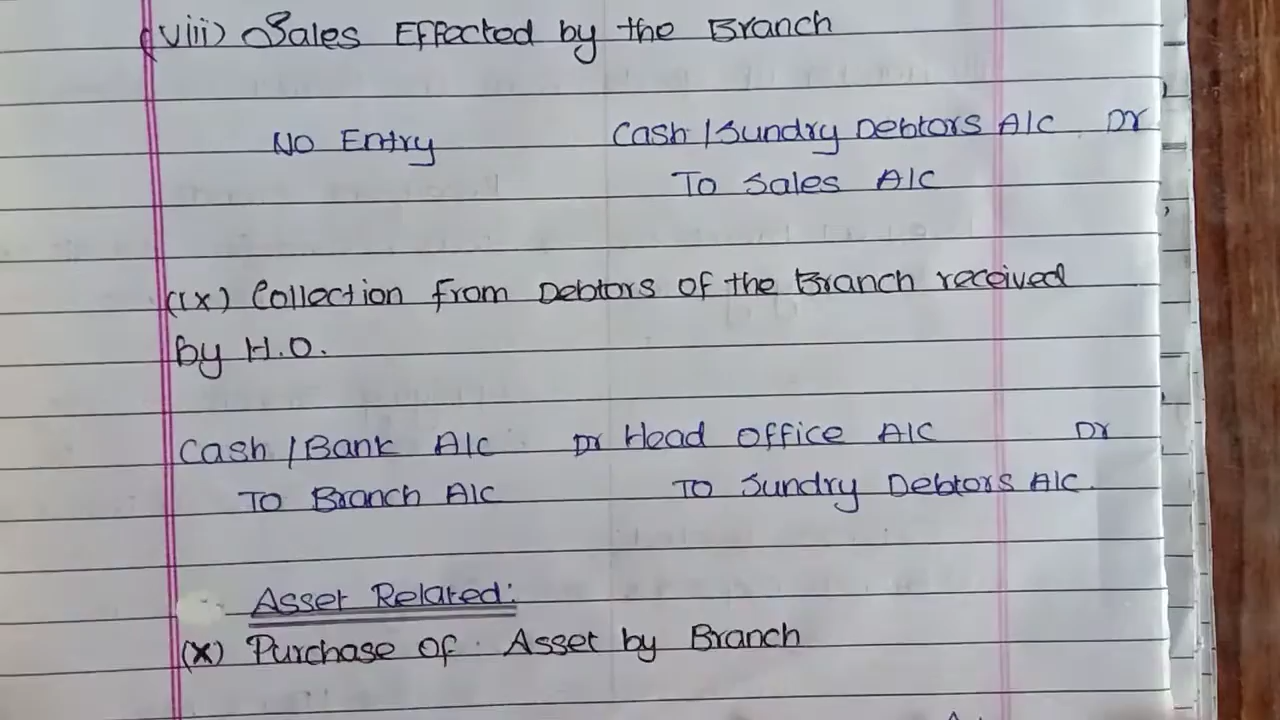 (viii) Sales Effected by the Branch
No Entry Cash/Sundry Debtors A/c Dr
To Sales A/c
(ix) Collection from Debtors of the Branch received
by H.O.
Cash/Bank A/c Dr Head Office A/c Dr
To Branch A/c To Sundry Debtors A/c.
Asset Related:
(x) Purchase of Asset by Branch